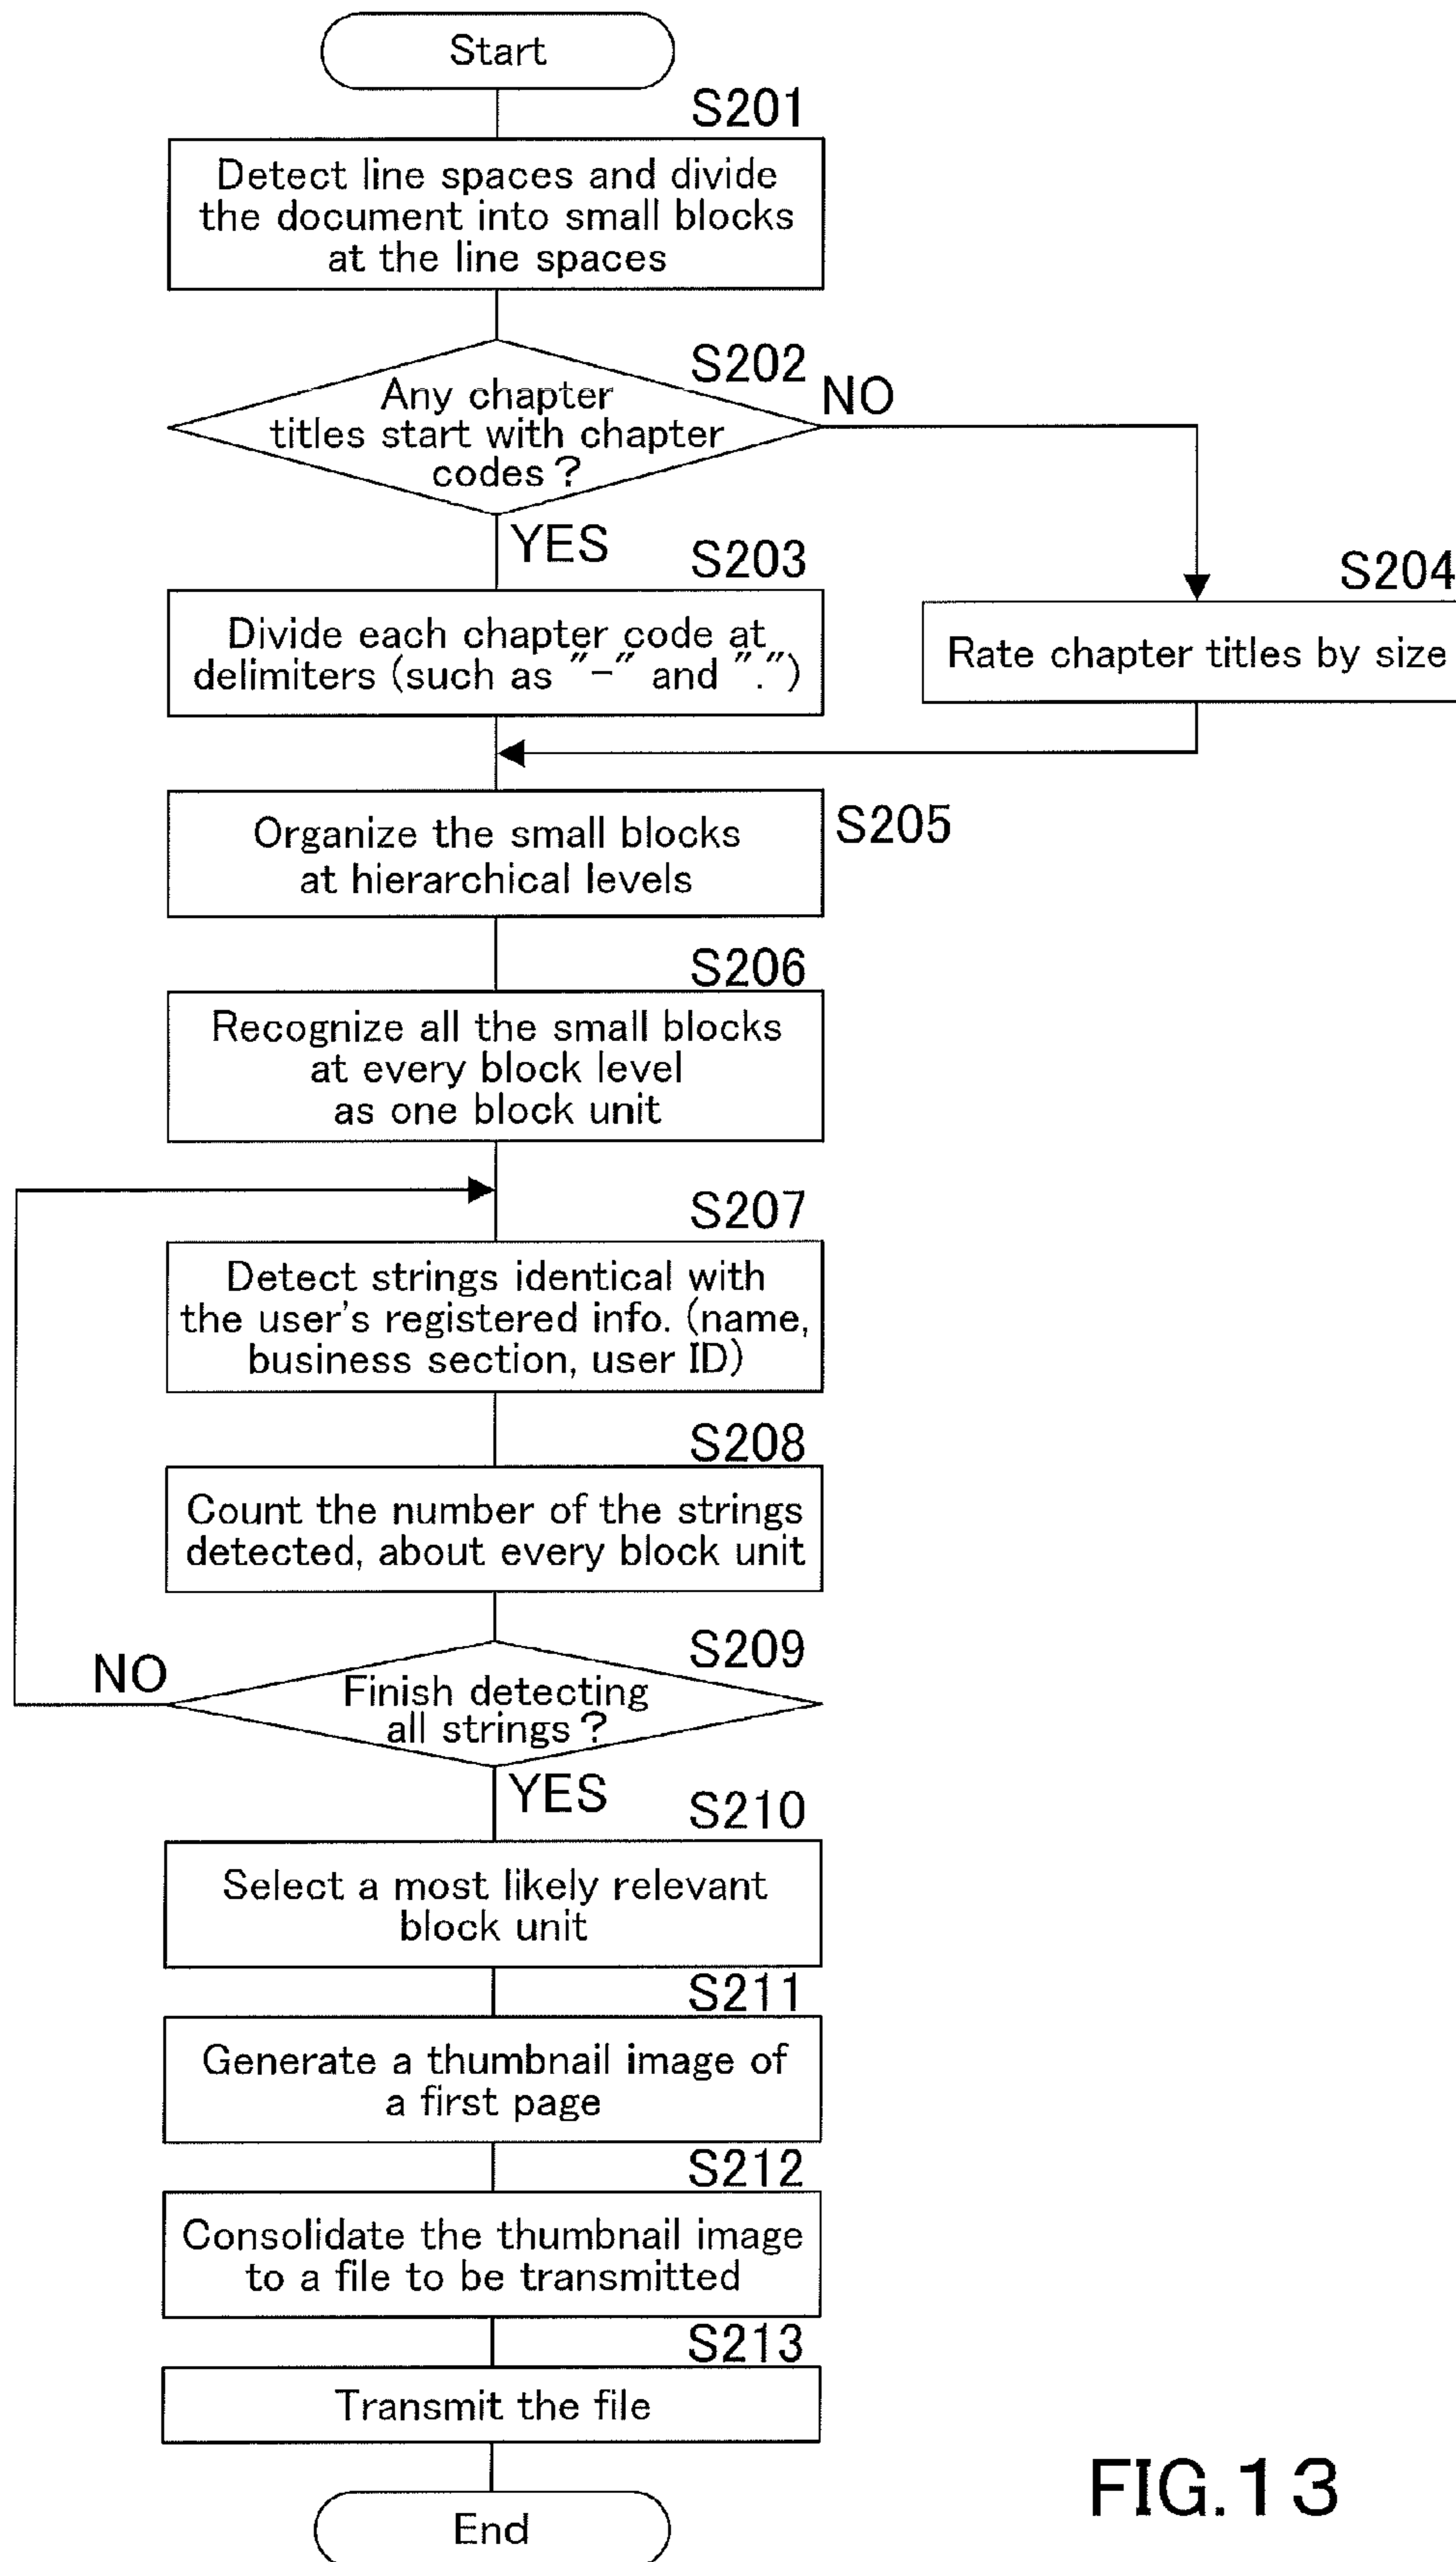 Start
S201
Detect line spaces and divide
the document into small blocks
at the line spaces
S202
Any chapter
titles start with chapter
codes?
NO
YES
S203
Divide each chapter code at
delimiters (such as "-" and ".")
S204
Rate chapter titles by size
Organize the small blocks
at hierarchical levels
S205
S206
Recognize all the small blocks
at every block level
as one block unit
S207
Detect strings identical with
the user's registered info. (name,
business section, user ID)
S208
Count the number of the strings
detected, about every block unit
S209
NO
Finish detecting
all strings?
YES
S210
Select a most likely relevant
block unit
S211
Generate a thumbnail image of
a first page
S212
Consolidate the thumbnail image
to a file to be transmitted
S213
Transmit the file
End
FIG.13